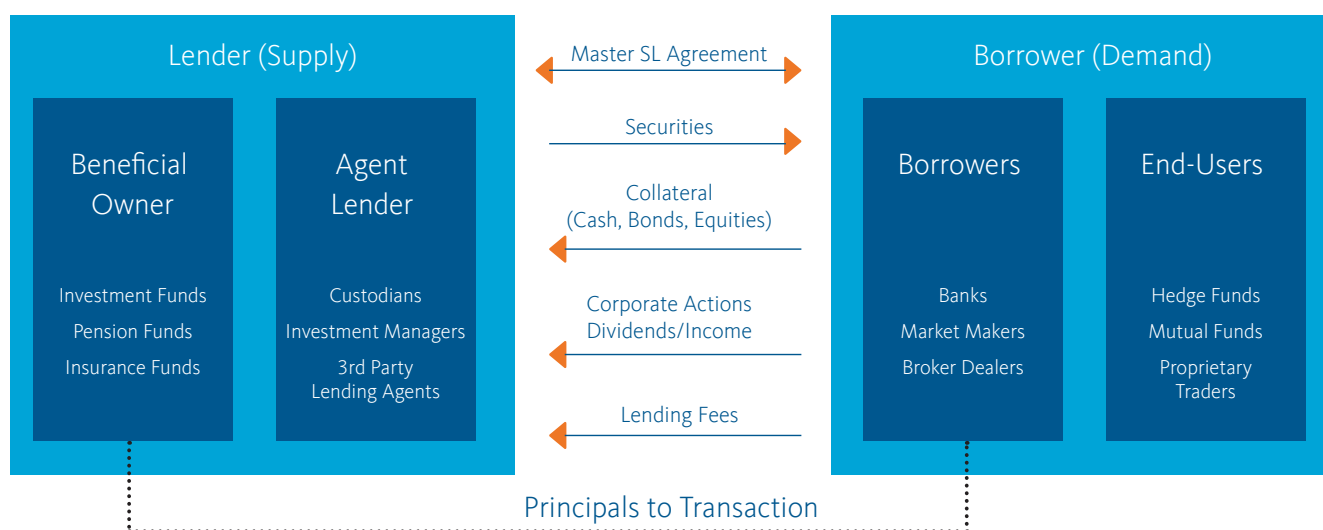 Lender (Supply)
Beneficial
Owner
Investment Funds
Pension Funds
Insurance Funds
Agent
Lender
Custodians
Investment Managers
3rd Party
Lending Agents
Master SL Agreement
Securities
Collateral
(Cash, Bonds, Equities)
Corporate Actions
Dividends/Income
Lending Fees
Borrower (Demand)
Borrowers
Banks
Market Makers
Broker Dealers
End-Users
Hedge Funds
Mutual Funds
Proprietary
Traders
Principals to Transaction